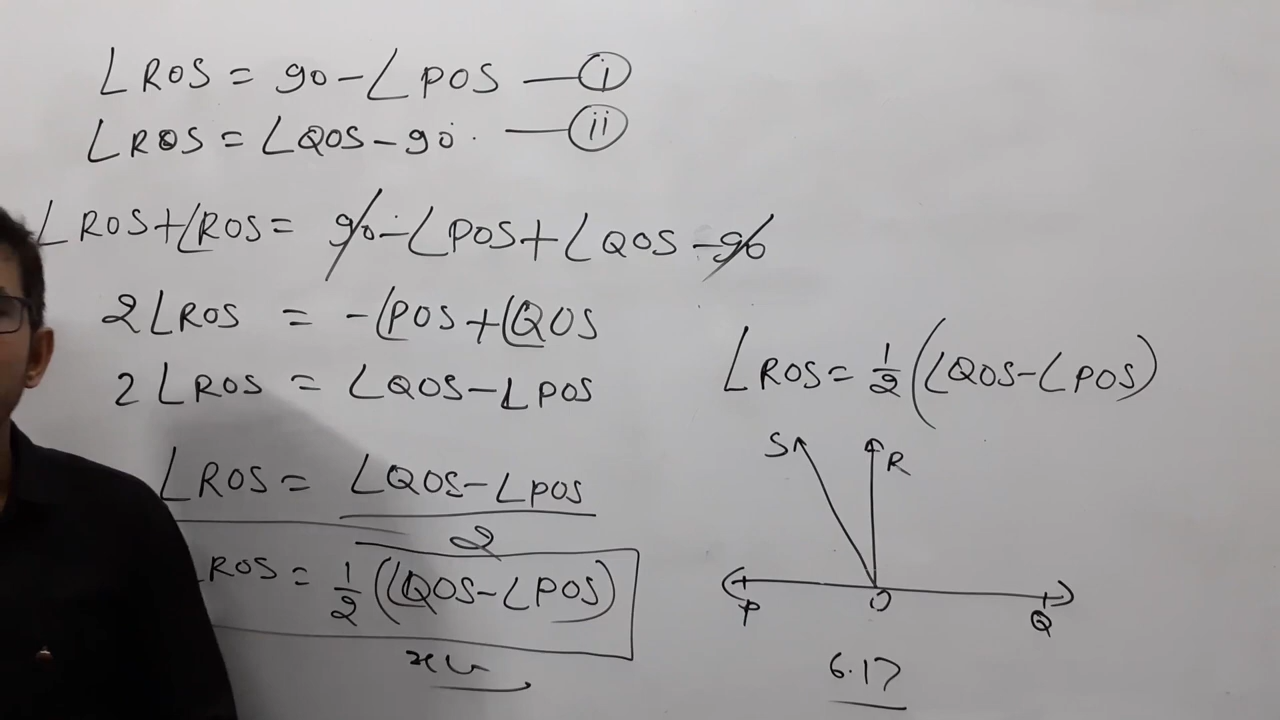 ∠ROS = 90 – ∠POS — (i)
∠ROS = ∠QOS – 90° — (ii)
∠ROS + ∠ROS = 90° – ∠POS + ∠QOS – 90
2∠ROS = -∠POS + ∠QOS
2∠ROS = ∠QOS – ∠POS
∠ROS = ∠QOS – ∠POS
2
ROS = 1/2 (∠QOS – ∠POS)
∠ROS = 1/2 (∠QOS – ∠POS)
S R
P O Q
6.17